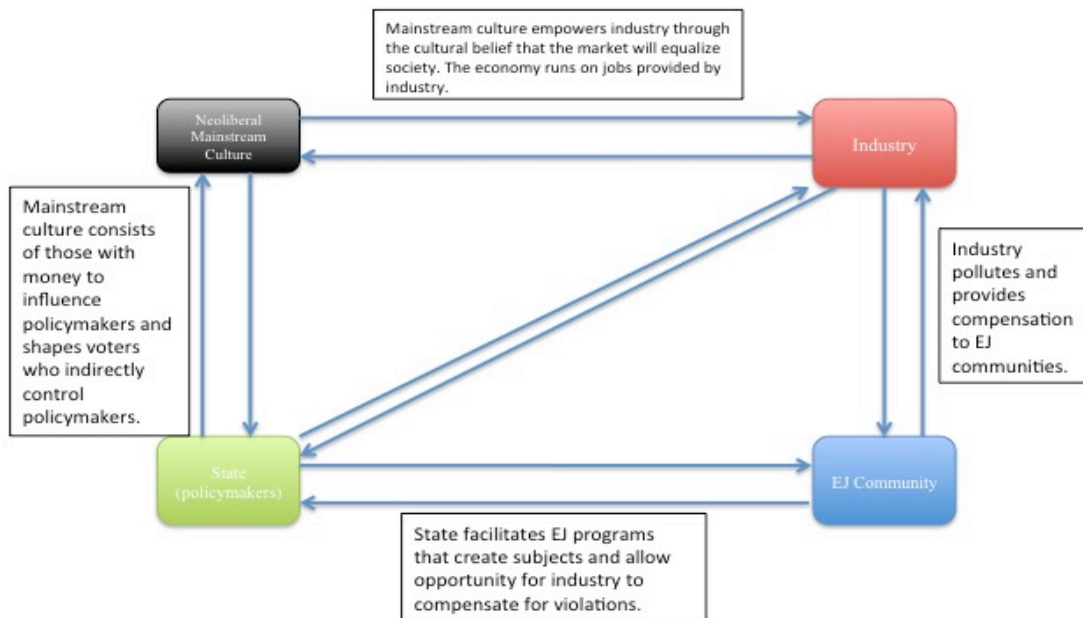 Mainstream culture empowers industry through
the cultural belief that the market will equalize
society. The economy runs on jobs provided by
industry.
Neoliberal
Mainstream
Culture
Industry
Mainstream
culture consists
of those with
money to
influence
policymakers and
shapes voters
who indirectly
control
policymakers.
Industry
pollutes and
provides
compensation
to EJ
communities.
State
(policymakers)
EJ Community
State facilitates EJ programs
that create subjects and allow
opportunity for industry to
compensate for violations.